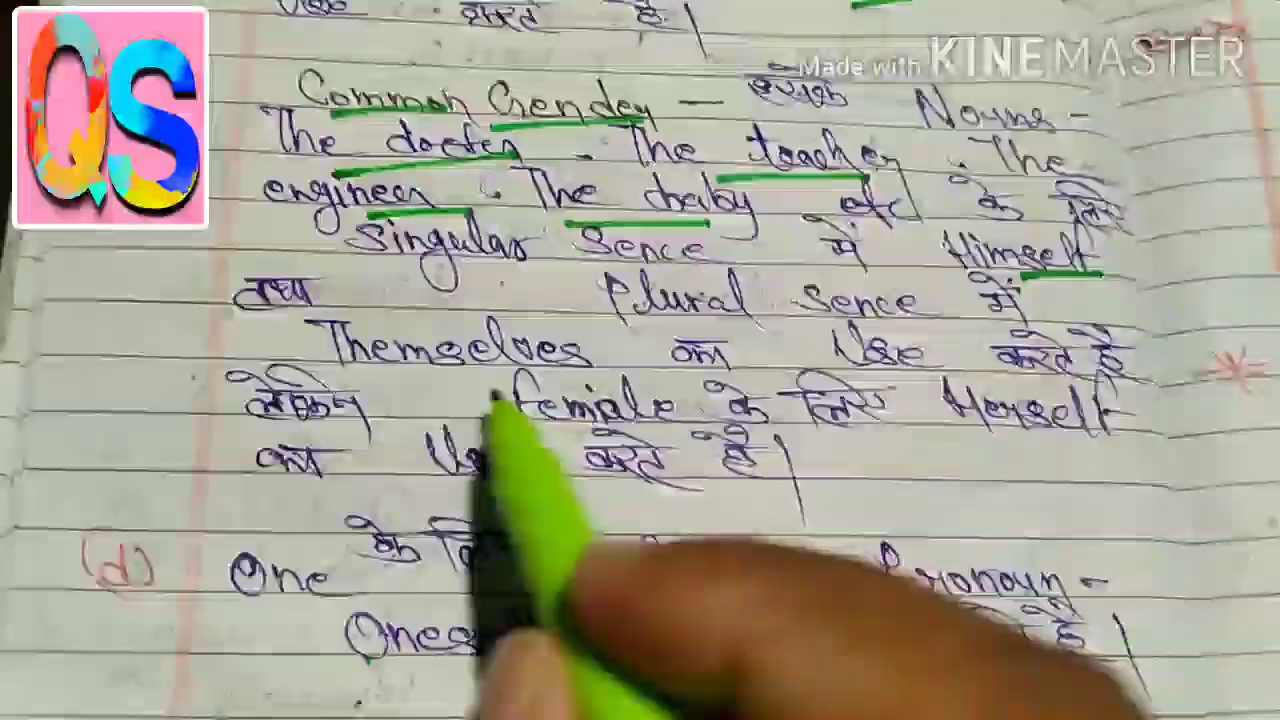 करते है।
QS
Made with KINEMASTER
Common Gender — Nouns-
The doctor - The teacher . The
engineer . The baby etc के लिए
Singular Sence में Himself
तथा Plural Sence में
Themselves का Use करते है
लेकिन female के लिए Herself
का Use करते है।
(d) One के Pronoun-
है।